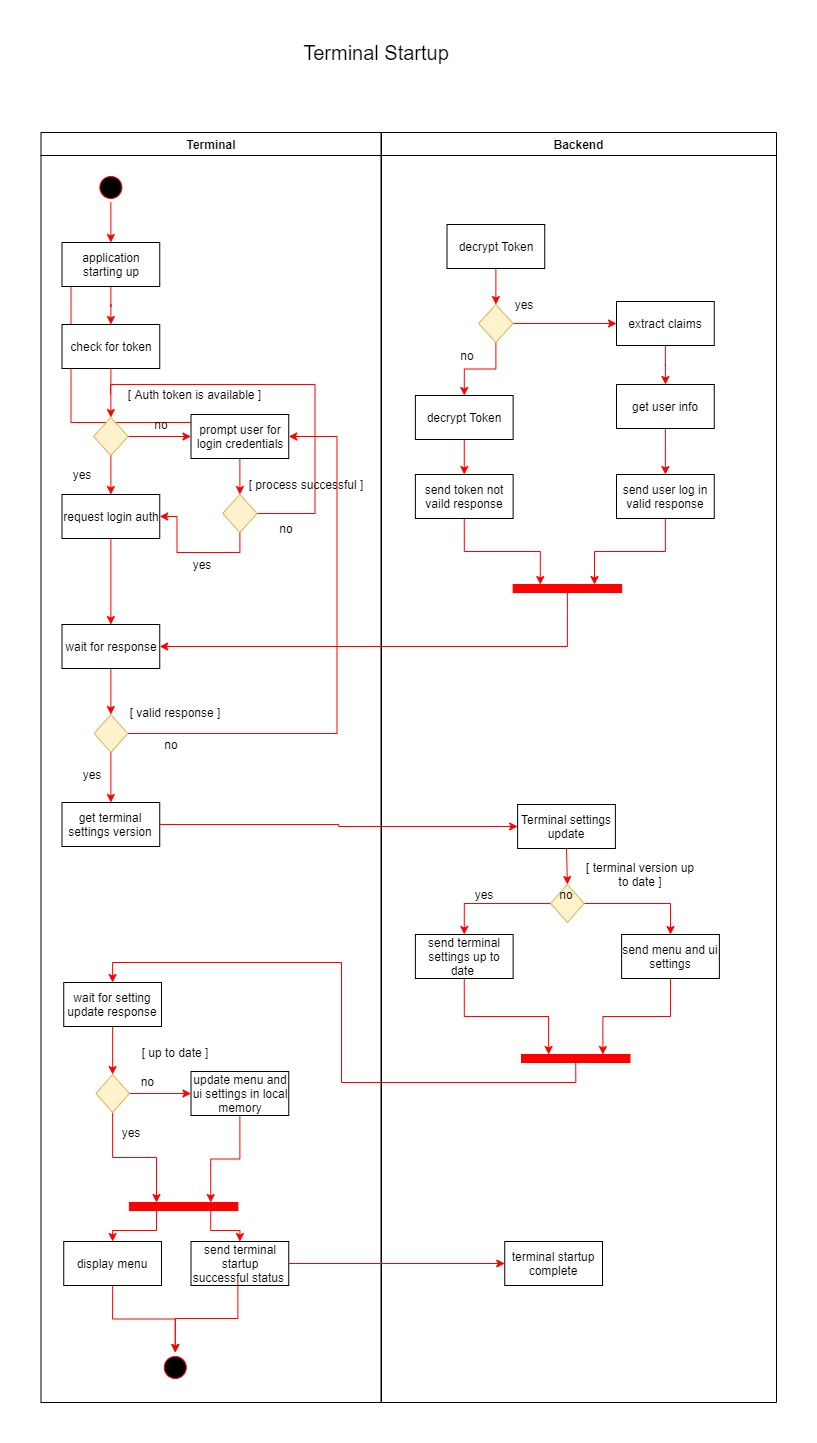 Terminal Startup
Terminal
Backend
application
starting up
decrypt Token
yes
extract claims
check for token
no
[ Auth token is available ]
get user info
decrypt Token
no
prompt user for
login credentials
yes
[ process successful ]
send token not
vaild response
send user log in
valid response
request login auth
no
yes
wait for response
[ valid response ]
no
yes
get terminal
settings version
Terminal settings
update
[ terminal version up
to date ]
yes
no
send terminal
settings up to
date
send menu and ui
settings
wait for setting
update response
[ up to date ]
no
update menu and
ui settings in local
memory
yes
display menu
send terminal
startup
successful status
terminal startup
complete